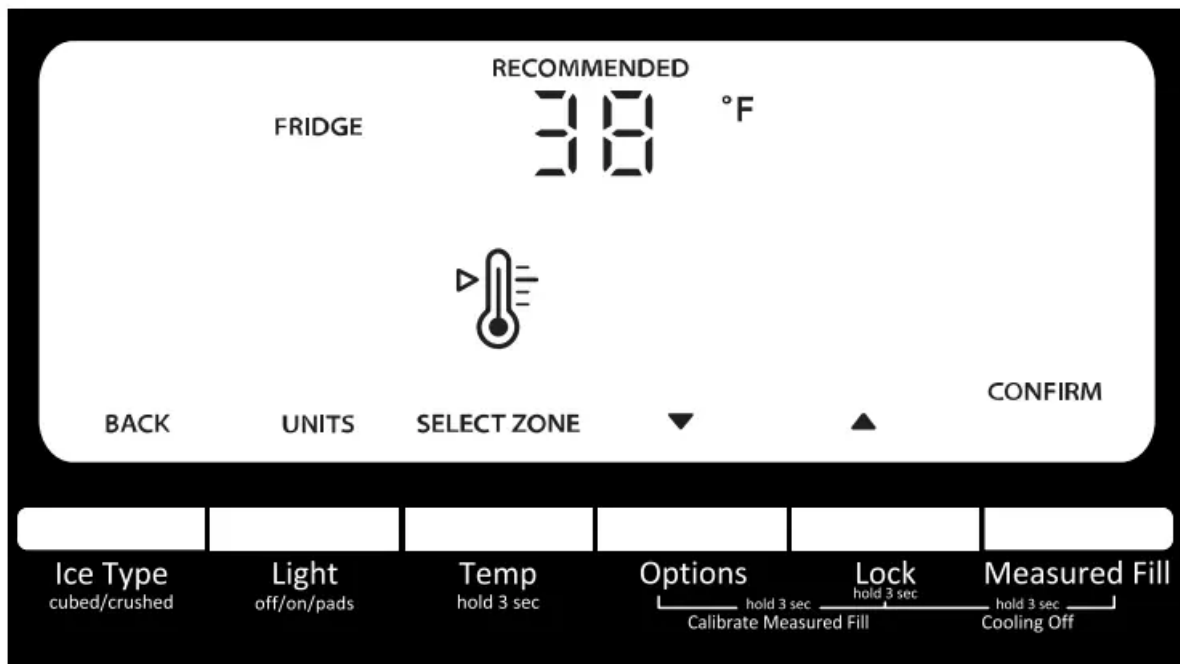 RECOMMENDED
FRIDGE
38 °F
CONFIRM
BACK UNITS SELECT ZONE ▼ ▲
Ice Type Light Temp Options Lock Measured Fill
cubed/crushed off/on/pads hold 3 sec hold 3 sec
hold 3 sec hold 3 sec
Calibrate Measured Fill Cooling Off